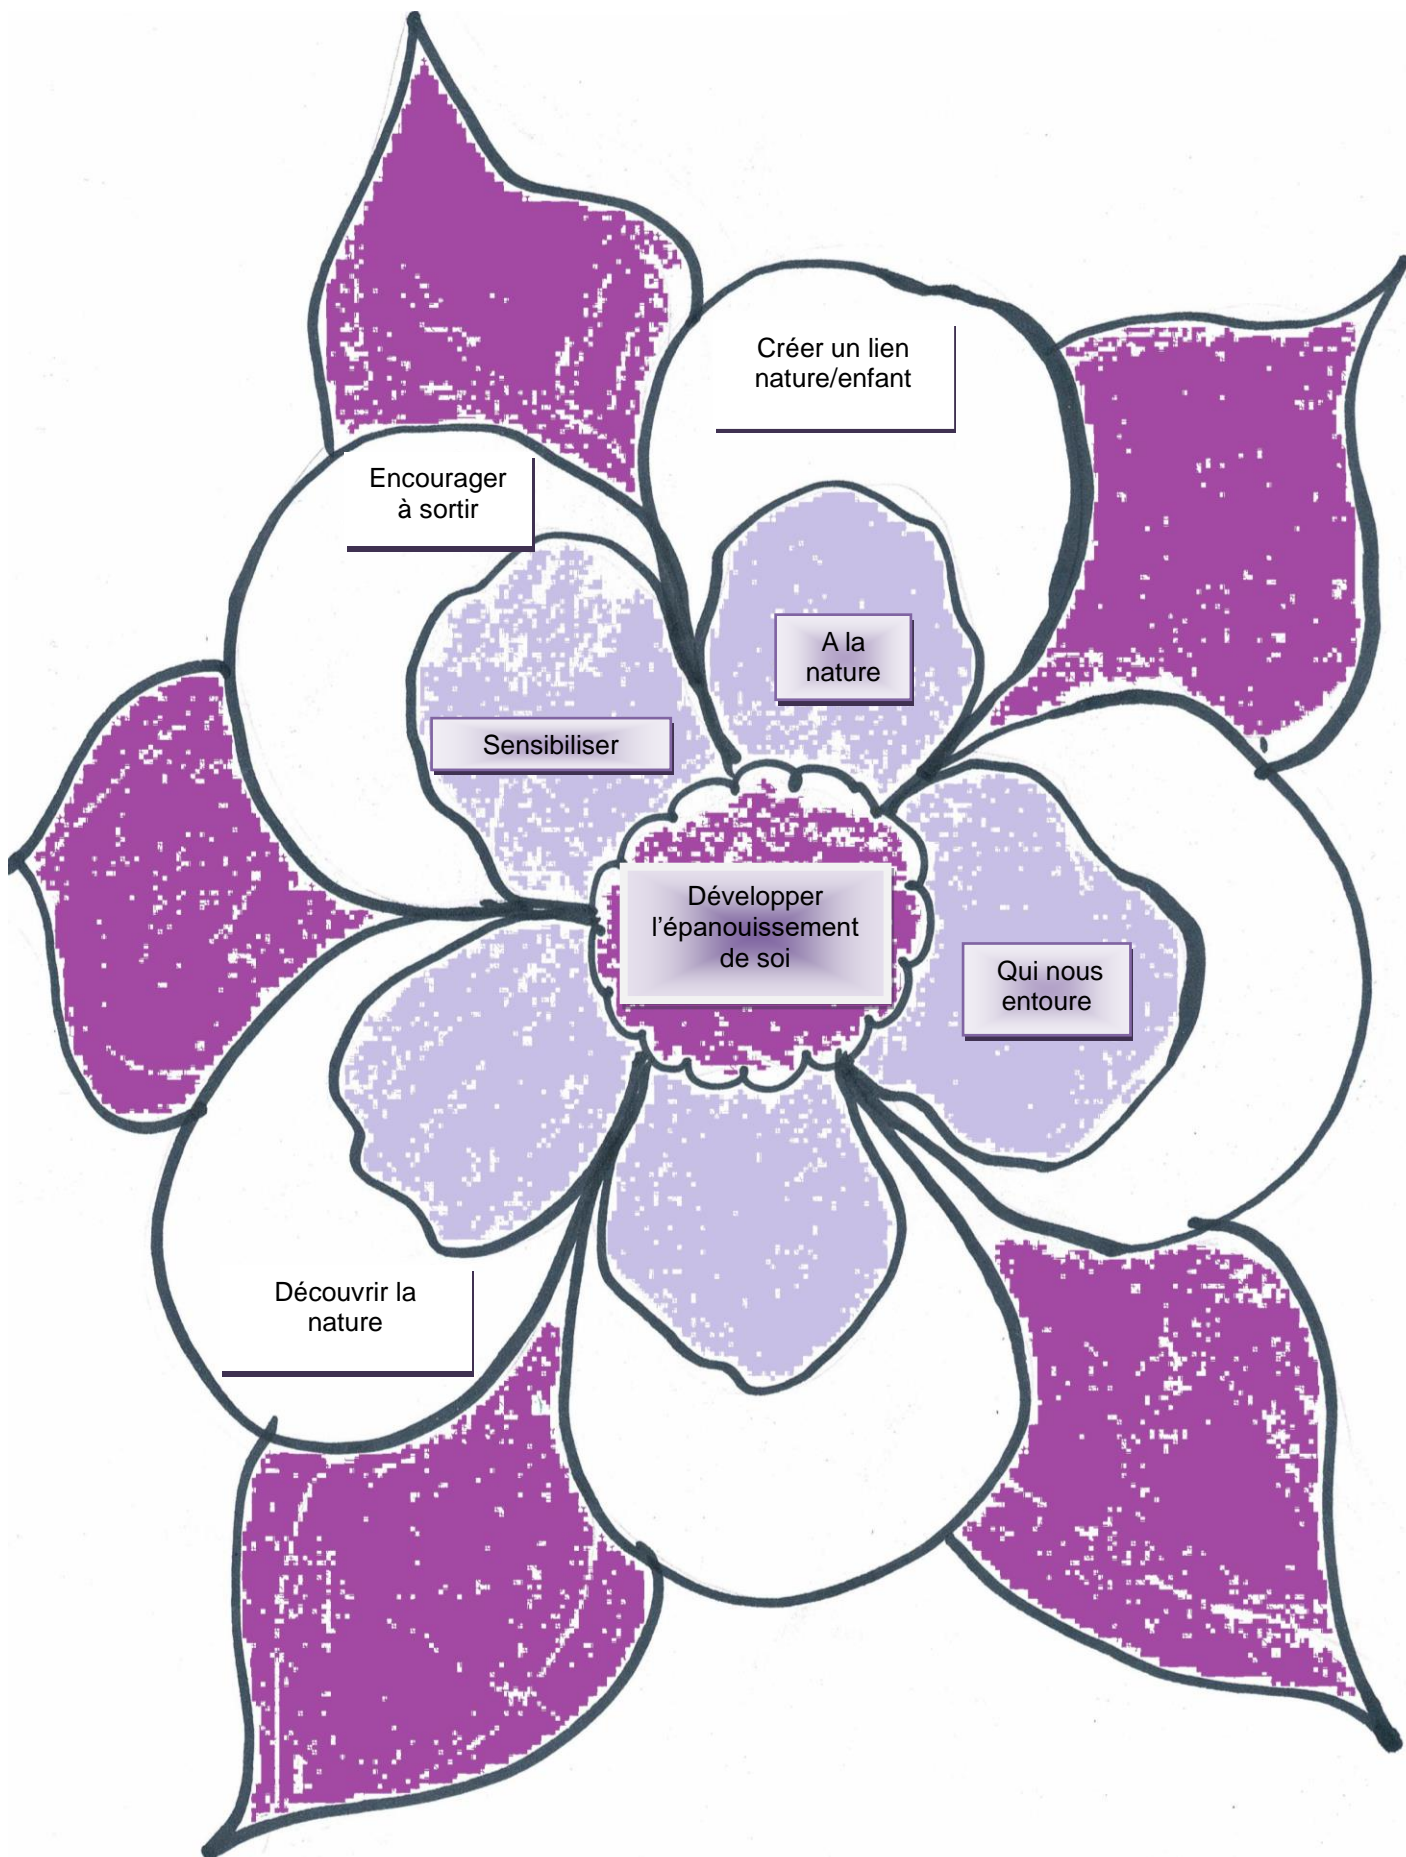 Créer un lien
nature/enfant
Encourager
à sortir
A la
nature
Sensibiliser
Développer
l’épanouissement
de soi
Qui nous
entoure
Découvrir la
nature